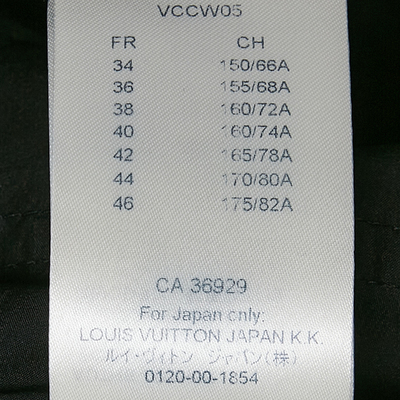 VCCW05
FR CH
34 150/66A
36 155/68A
38 160/72A
40 160/74A
42 165/78A
44 170/80A
46 175/82A
CA 36929
For Japan only:
LOUIS VUITTON JAPAN K.K.
ルイ・ヴィトン ジャパン(株)
0120-00-1854